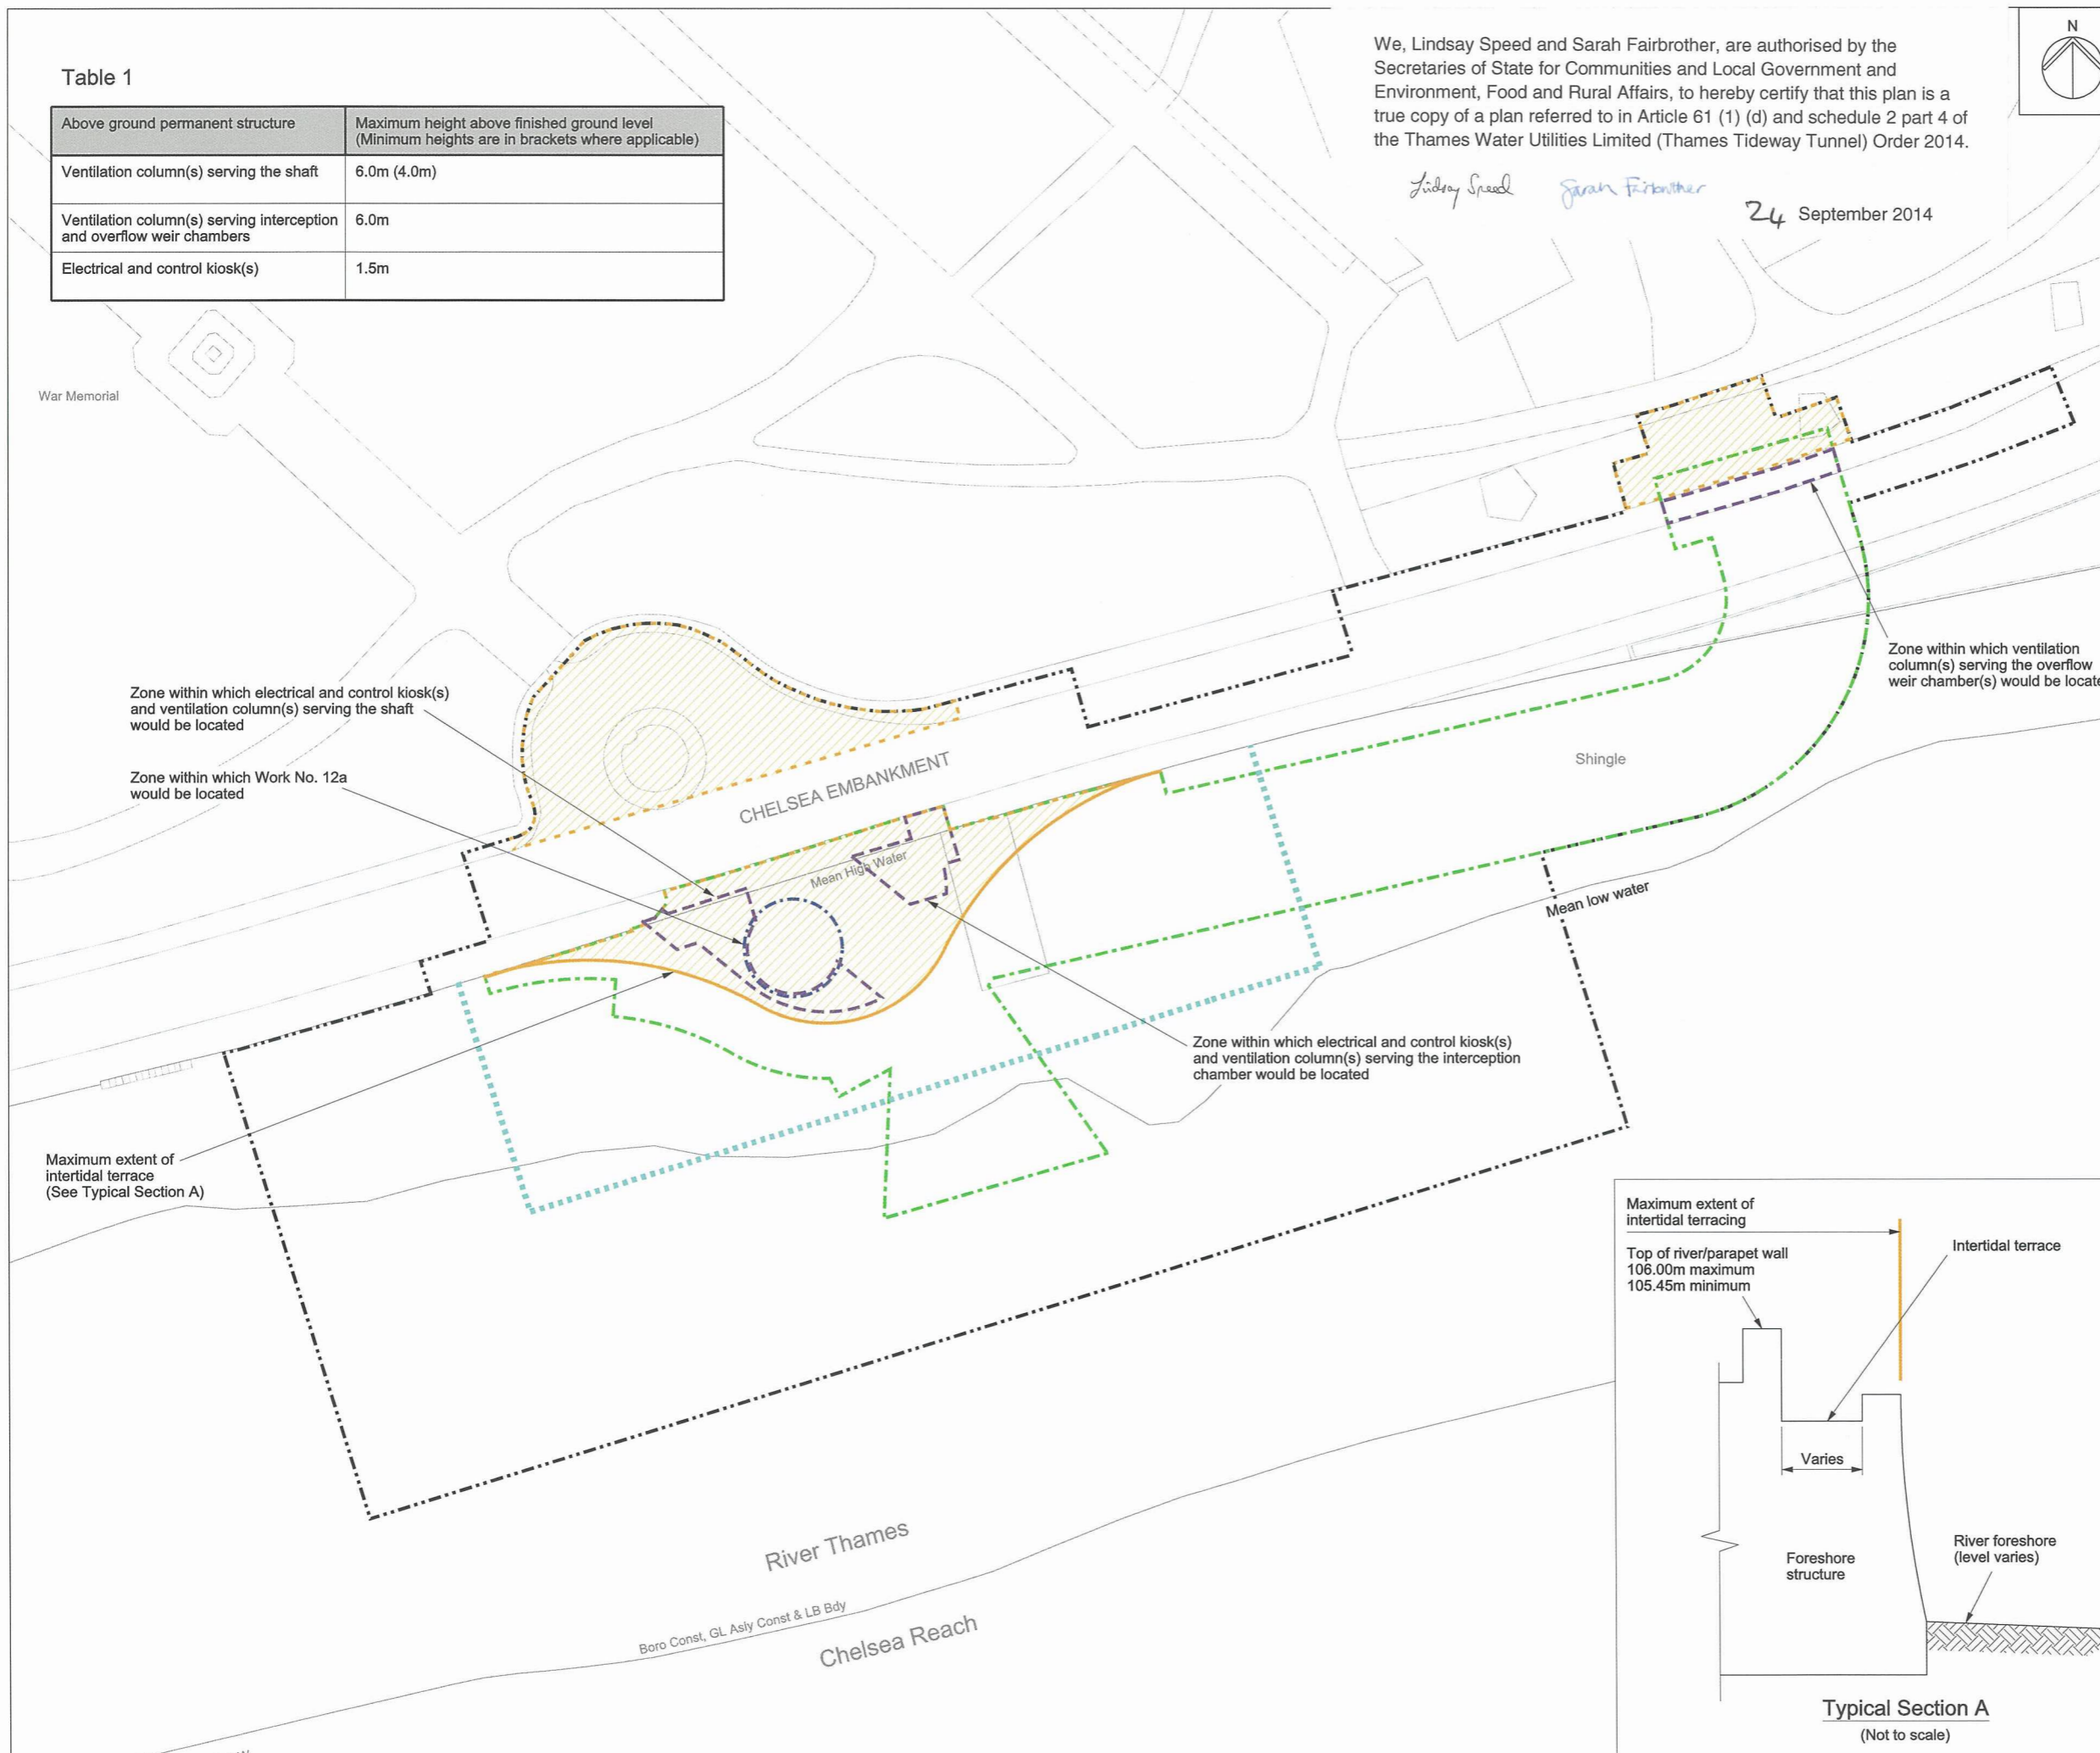 Table 1
Above ground permanent structure
Maximum height above finished ground level
(Minimum heights are in brackets where applicable)
Ventilation column(s) serving the shaft
6.0m (4.0m)
Ventilation column(s) serving interception
and overflow weir chambers
6.0m
Electrical and control kiosk(s)
1.5m
We, Lindsay Speed and Sarah Fairbrother, are authorised by the
Secretaries of State for Communities and Local Government and
Environment, Food and Rural Affairs, to hereby certify that this plan is a
true copy of a plan referred to in Article 61 (1) (d) and schedule 2 part 4 of
the Thames Water Utilities Limited (Thames Tideway Tunnel) Order 2014.
Lindsay Speed Sarah Fairbrother
24 September 2014
N
War Memorial
Zone within which electrical and control kiosk(s)
and ventilation column(s) serving the shaft
would be located
Zone within which Work No. 12a
would be located
CHELSEA EMBANKMENT
Mean High Water
Zone within which ventilation
column(s) serving the overflow
weir chamber(s) would be locate
Shingle
Mean low water
Zone within which electrical and control kiosk(s)
and ventilation column(s) serving the interception
chamber would be located
Maximum extent of
intertidal terrace
(See Typical Section A)
River Thames
Boro Const, GL Asly Const & LB Bdy
Chelsea Reach
Maximum extent of
intertidal terracing
Top of river/parapet wall
106.00m maximum
105.45m minimum
Intertidal terrace
Varies
Foreshore
structure
River foreshore
(level varies)
Typical Section A
(Not to scale)